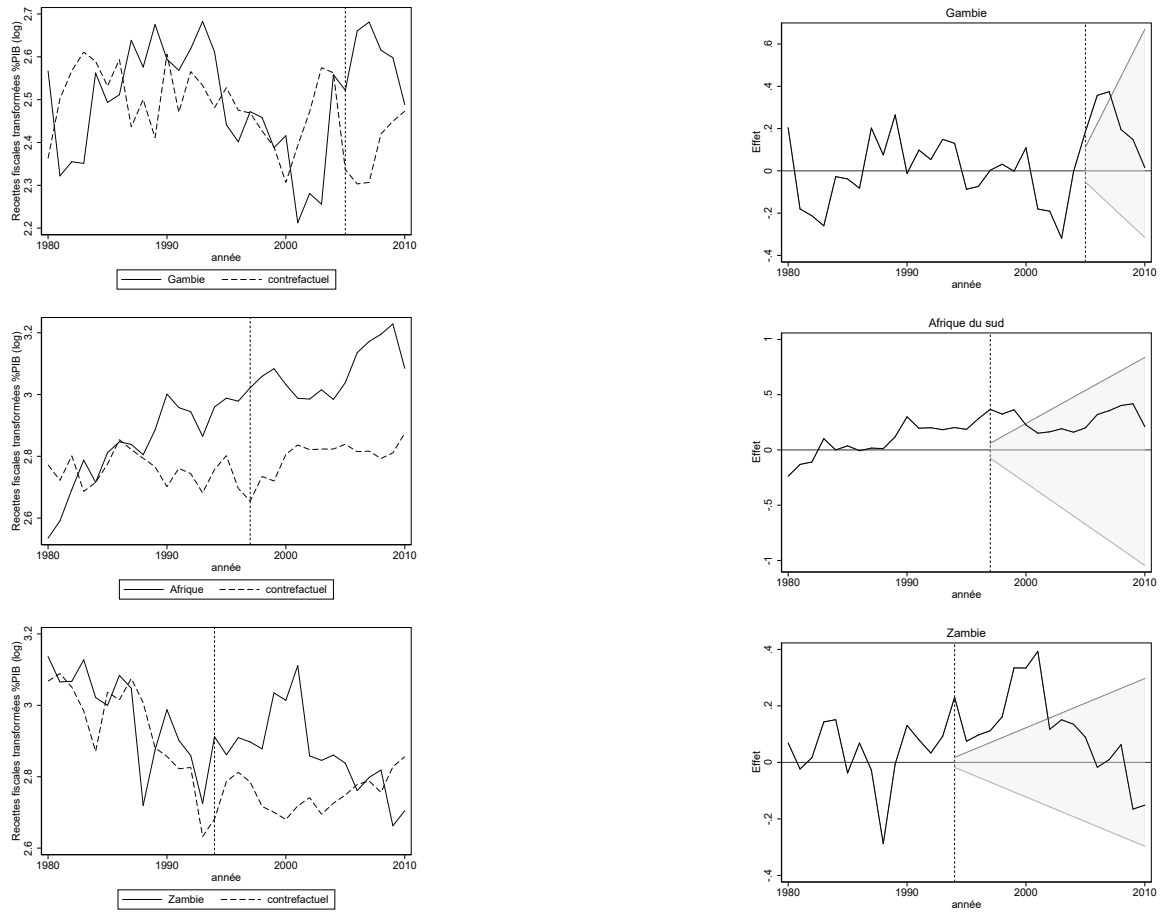 Recettes fiscales transformées %PIB (log)
2.7
2.6
2.5
2.4
2.3
2.2
1980 1990 2000 2010
année
Gambie contrefactuel
Gambie
Effet
.6
.4
.2
0
-.2
-.4
1980 1990 2000 2010
année
Recettes fiscales transformées %PIB (log)
3.2
3
2.8
2.6
1980 1990 2000 2010
année
Afrique contrefactuel
Afrique du sud
Effet
1
.5
0
-.5
-1
1980 1990 2000 2010
année
Recettes fiscales transformées %PIB (log)
3.2
3
2.8
2.6
1980 1990 2000 2010
année
Zambie contrefactuel
Zambie
Effet
.4
.2
0
-.2
-.4
1980 1990 2000 2010
année